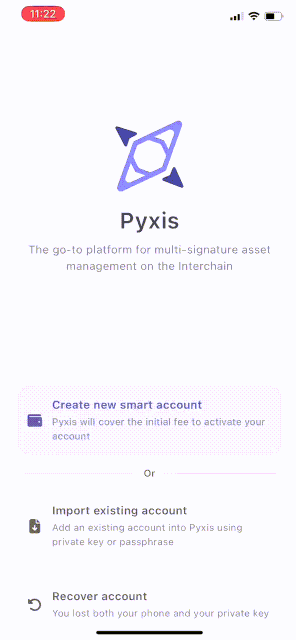 11:22
Pyxis
The go-to platform for multi-signature asset
management on the Interchain
Create new smart account
Pyxis will cover the initial fee to activate your
account
Or
Import existing account
Add an existing account into Pyxis using
private key or passphrase
Recover account
You lost both your phone and your private key